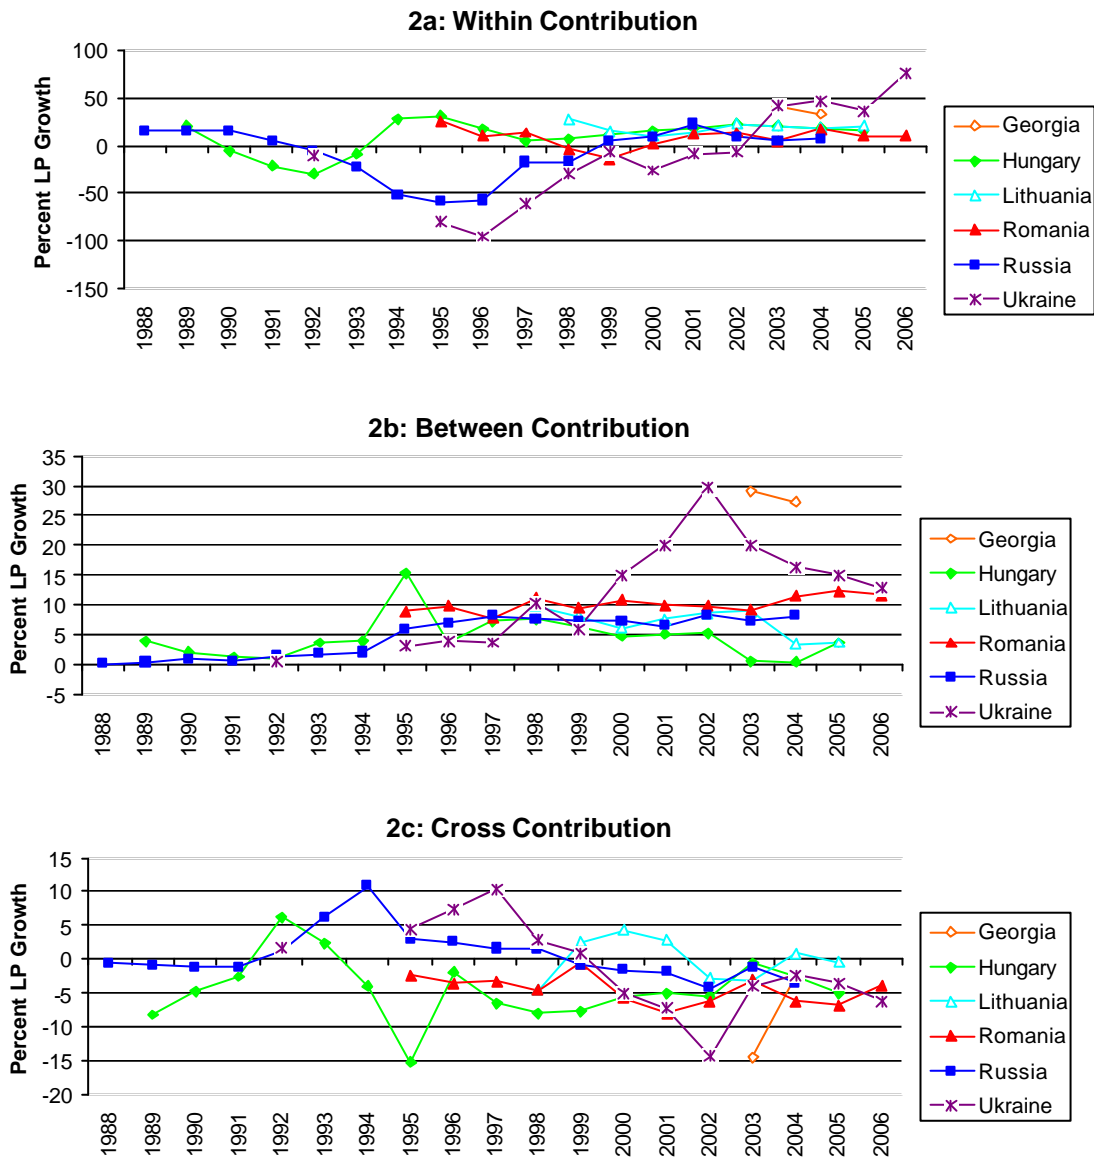 2a: Within Contribution
Percent LP Growth
100
50
0
-50
-100
-150
1988 1989 1990 1991 1992 1993 1994 1995 1996 1997 1998 1999 2000 2001 2002 2003 2004 2005 2006
Georgia
Hungary
Lithuania
Romania
Russia
Ukraine
2b: Between Contribution
Percent LP Growth
35
30
25
20
15
10
5
0
-5
1988 1989 1990 1991 1992 1993 1994 1995 1996 1997 1998 1999 2000 2001 2002 2003 2004 2005 2006
Georgia
Hungary
Lithuania
Romania
Russia
Ukraine
2c: Cross Contribution
Percent LP Growth
15
10
5
0
-5
-10
-15
-20
1988 1989 1990 1991 1992 1993 1994 1995 1996 1997 1998 1999 2000 2001 2002 2003 2004 2005 2006
Georgia
Hungary
Lithuania
Romania
Russia
Ukraine